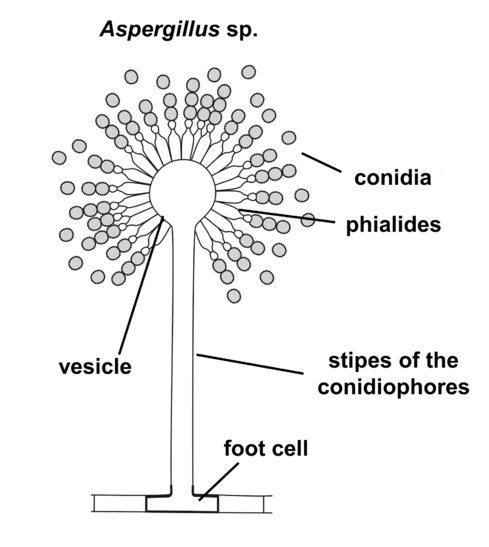 Aspergillus sp.
conidia
phialides
vesicle
stipes of the
conidiophores
foot cell